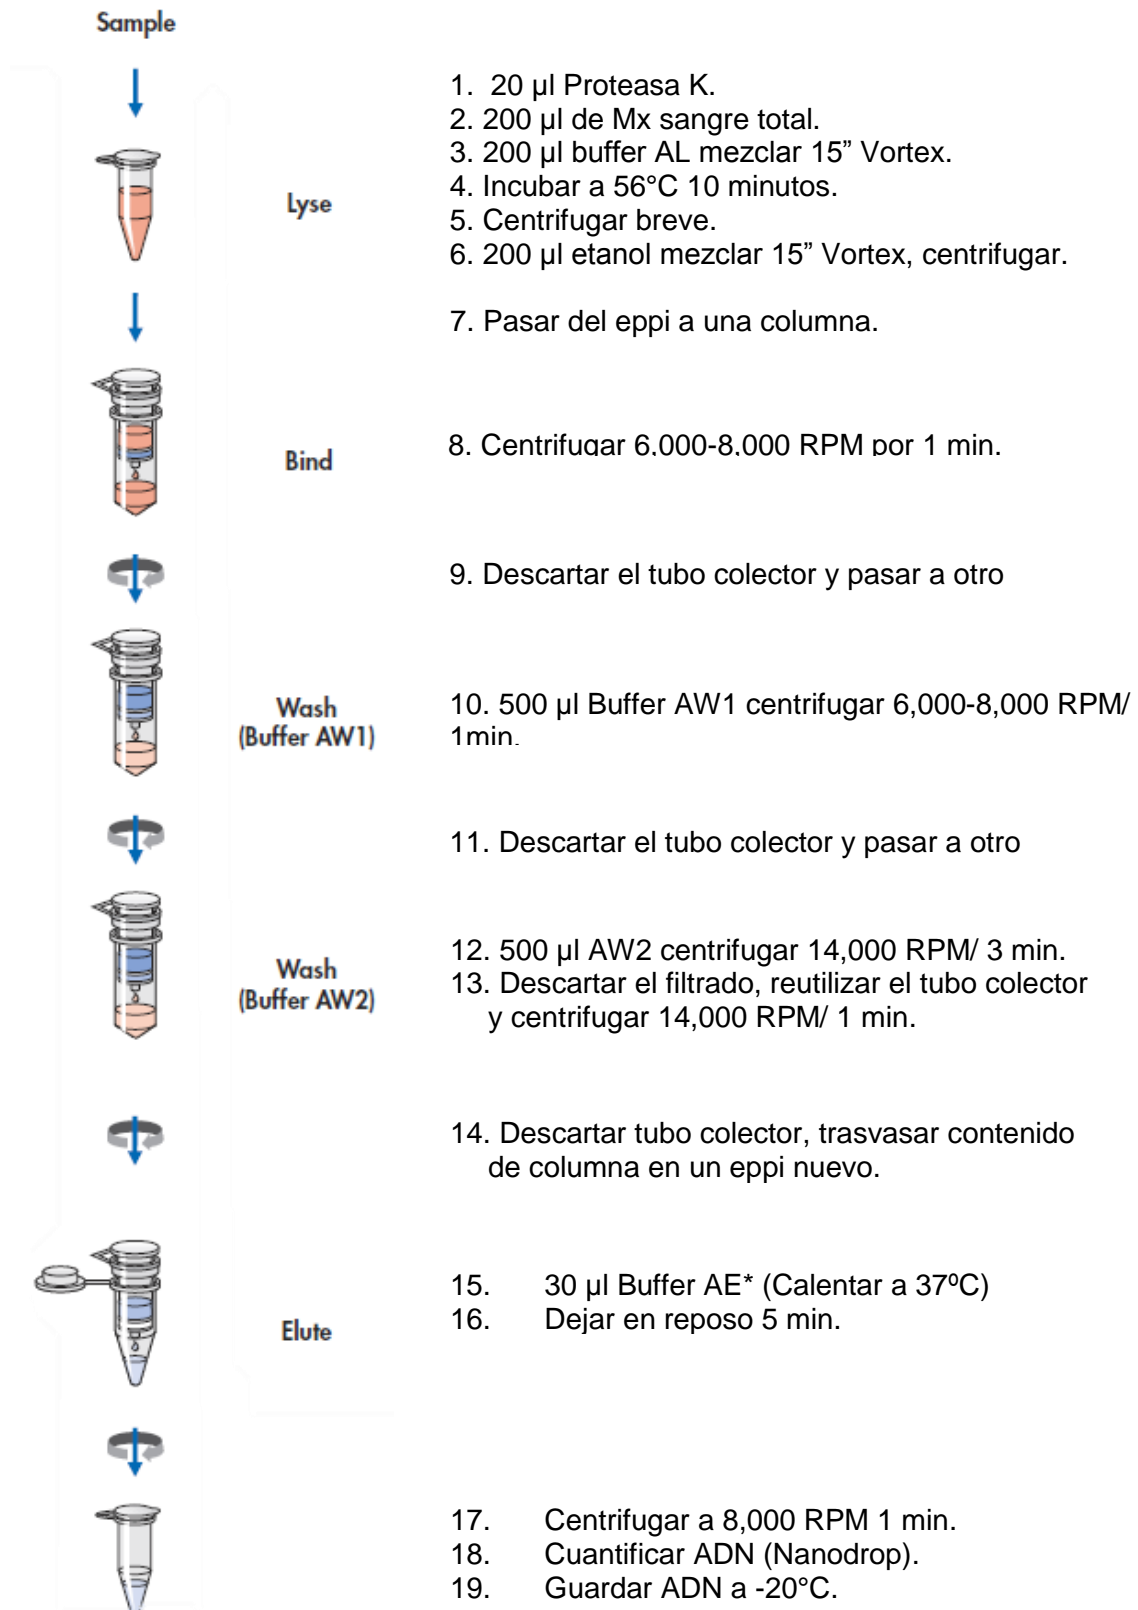 Sample
1. 20 µl Proteasa K.
2. 200 µl de Mx sangre total.
3. 200 µl buffer AL mezclar 15” Vortex.
Lyse
4. Incubar a 56°C 10 minutos.
5. Centrifugar breve.
6. 200 µl etanol mezclar 15” Vortex, centrifugar.
7. Pasar del eppi a una columna.
Bind
8. Centrifugar 6,000-8,000 RPM por 1 min.
9. Descartar el tubo colector y pasar a otro
Wash
(Buffer AW1)
10. 500 µl Buffer AW1 centrifugar 6,000-8,000 RPM/
1min.
11. Descartar el tubo colector y pasar a otro
Wash
(Buffer AW2)
12. 500 µl AW2 centrifugar 14,000 RPM/ 3 min.
13. Descartar el filtrado, reutilizar el tubo colector
y centrifugar 14,000 RPM/ 1 min.
14. Descartar tubo colector, trasvasar contenido
de columna en un eppi nuevo.
Elute
15. 30 µl Buffer AE* (Calentar a 37ºC)
16. Dejar en reposo 5 min.
17. Centrifugar a 8,000 RPM 1 min.
18. Cuantificar ADN (Nanodrop).
19. Guardar ADN a -20°C.